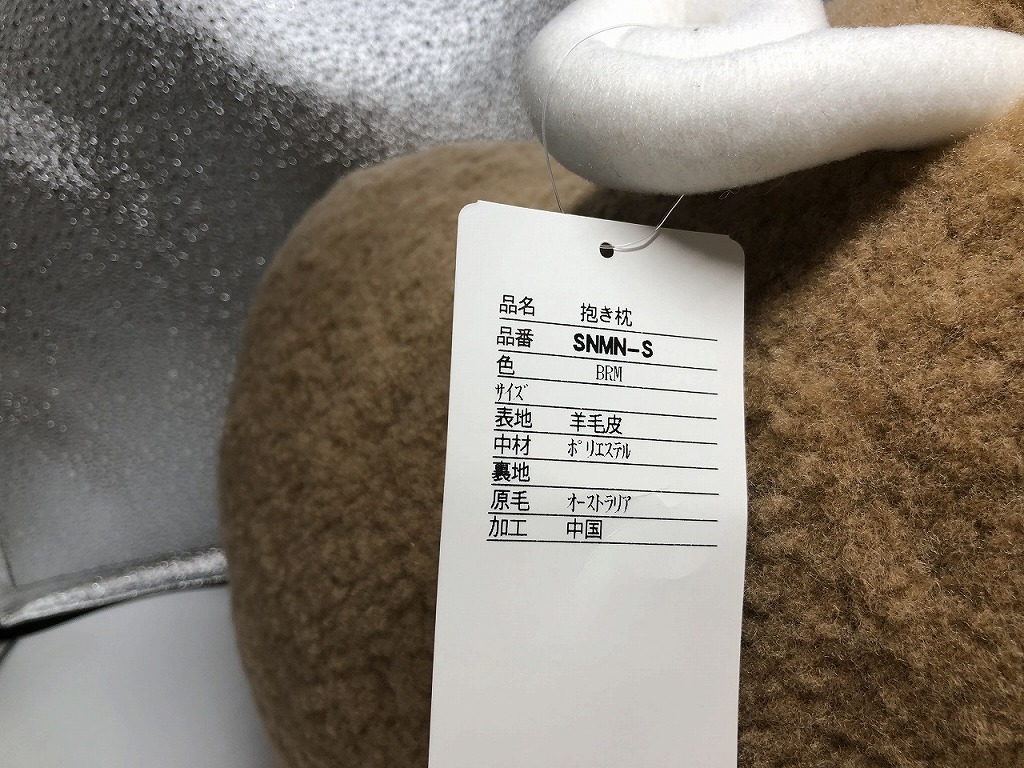 品名 抱き枕
品番 SNMN-S
色 BRM
サイズ
表地 羊毛皮
中材 ポリエステル
裏地
原毛 オーストラリア
加工 中国